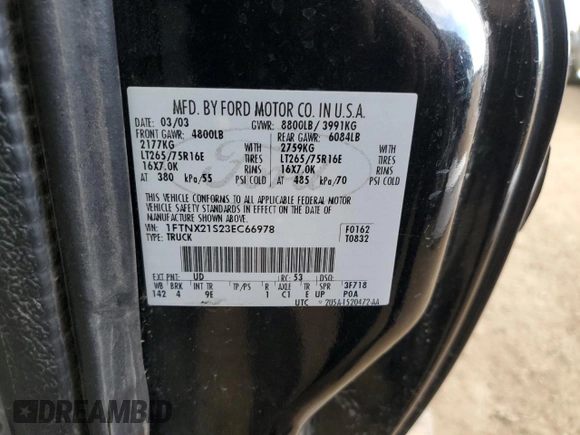 MFD. BY FORD MOTOR CO. IN U.S.A.
DATE: 03/03 GVWR: 8800LB/ 3991KG
FRONT GAWR: 4800LB REAR GAWR: 6084LB
2177KG WITH 2759KG WITH
LT265/75R16E TIRES LT265/75R16E TIRES
16X7.0K RIMS 16X7.0K RIMS
AT 380 kPa/55 PSI COLD AT 485 kPa/70 PSI COLD
THIS VEHICLE CONFORMS TO ALL APPLICABLE FEDERAL MOTOR
VEHICLE SAFETY STANDARDS IN EFFECT ON THE DATE OF MANUFACTURE
SHOWN ABOVE.
VIN: 1FTNX21S23EC66978 F0162
TYPE: TRUCK T0832
EXT PNT: UD RC: 53 DSO:
WB BRK INT TR TP/PS R AXLE TR SPR 3F718
142 4 9E 1 C1 E UP P0A
UTC
Ford
DREAMBID